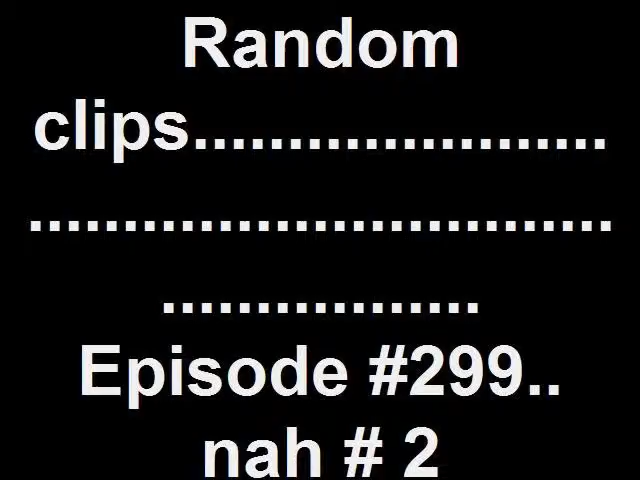 Random
clips......................
...............................
.................
Episode #299..
nah # 2